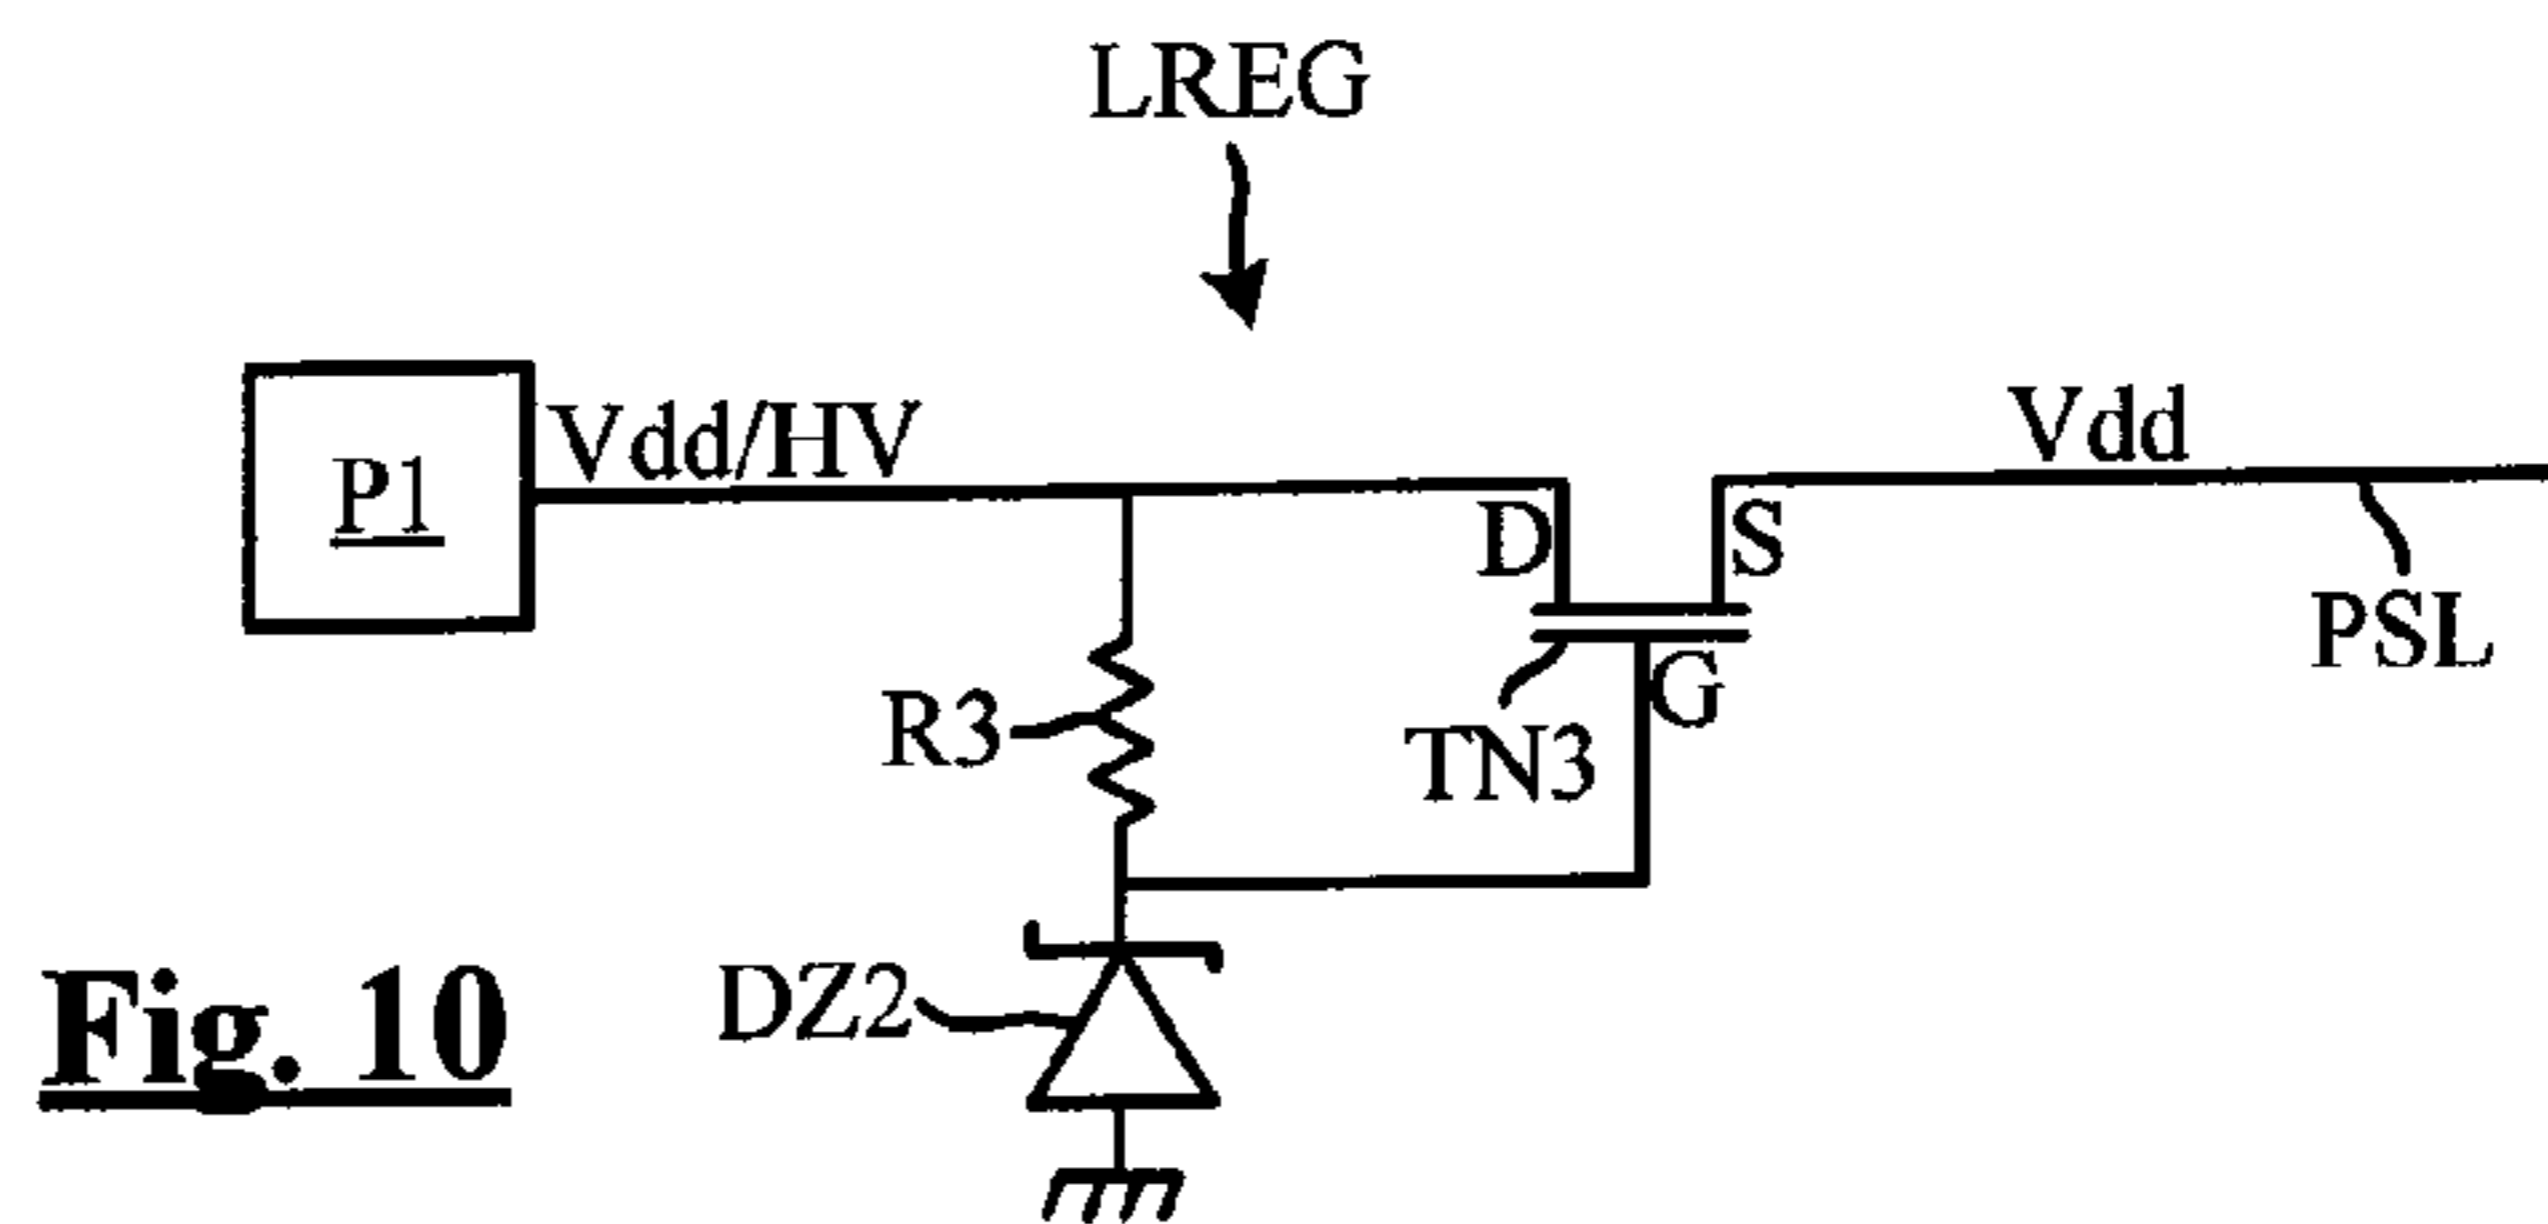 LREG
P1
Vdd/HV
Vdd
D
S
PSL
G
R3
TN3
DZ2
Fig. 10